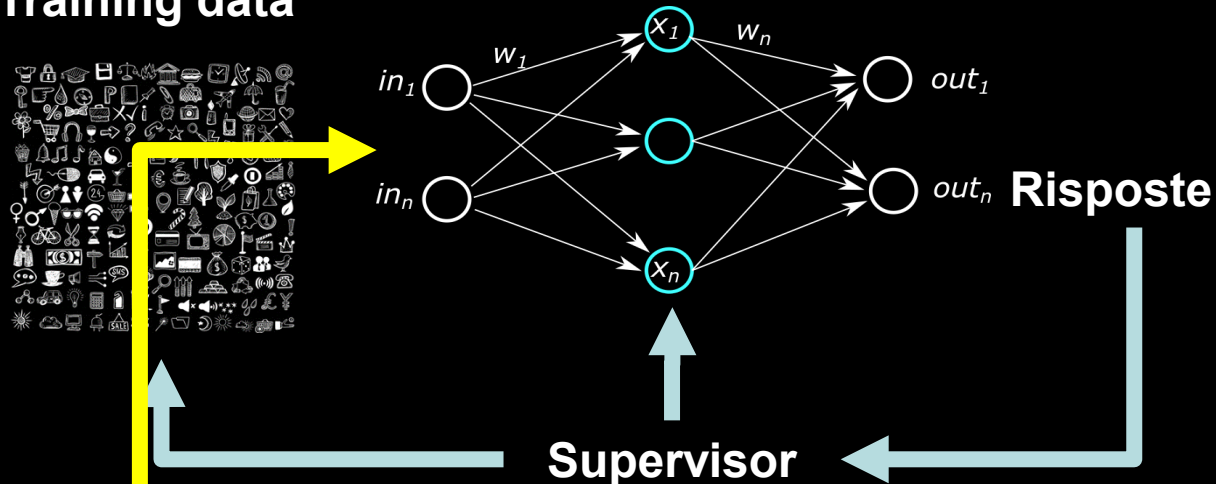 Training data
x1
w1
wn
in1
out1
inn
outn
Risposte
xn
Supervisor